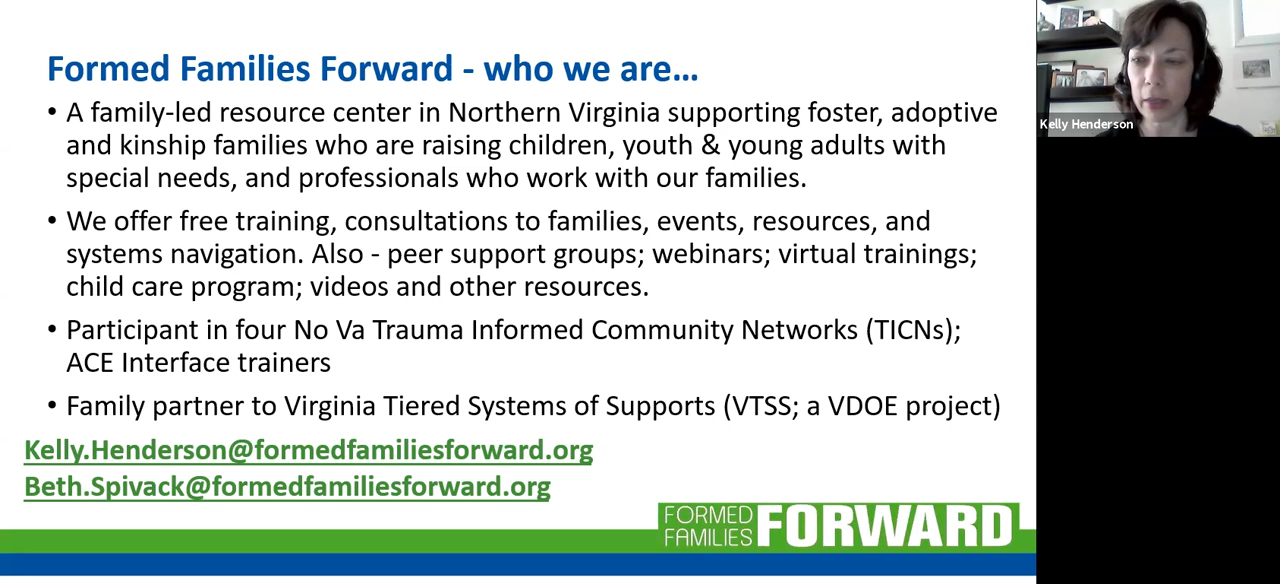 Formed Families Forward - who we are…
• A family-led resource center in Northern Virginia supporting foster, adoptive
and kinship families who are raising children, youth & young adults with
special needs, and professionals who work with our families.
• We offer free training, consultations to families, events, resources, and
systems navigation. Also - peer support groups; webinars; virtual trainings;
child care program; videos and other resources.
• Participant in four No Va Trauma Informed Community Networks (TICNs);
ACE Interface trainers
• Family partner to Virginia Tiered Systems of Supports (VTSS; a VDOE project)
Kelly.Henderson@formedfamiliesforward.org
Beth.Spivack@formedfamiliesforward.org
FORMED
FAMILIES
FORWARD
Kelly Henderson